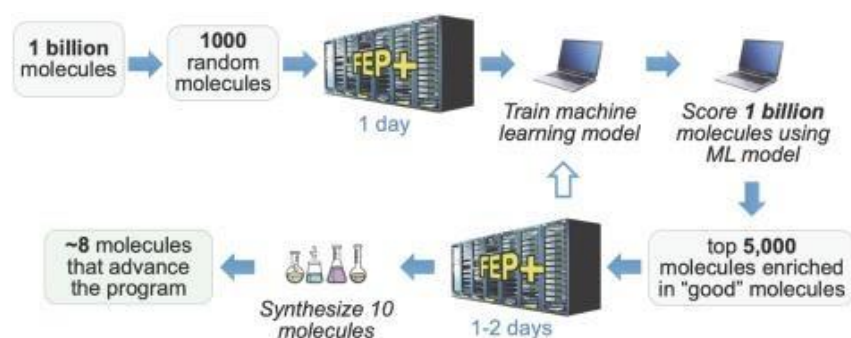 1 billion
molecules
1000
random
molecules
FEP+
1 day
Train machine
learning model
Score 1 billion
molecules using
ML model
top 5,000
molecules enriched
in “good” molecules
FEP+
1-2 days
Synthesize 10
molecules
~8 molecules
that advance
the program